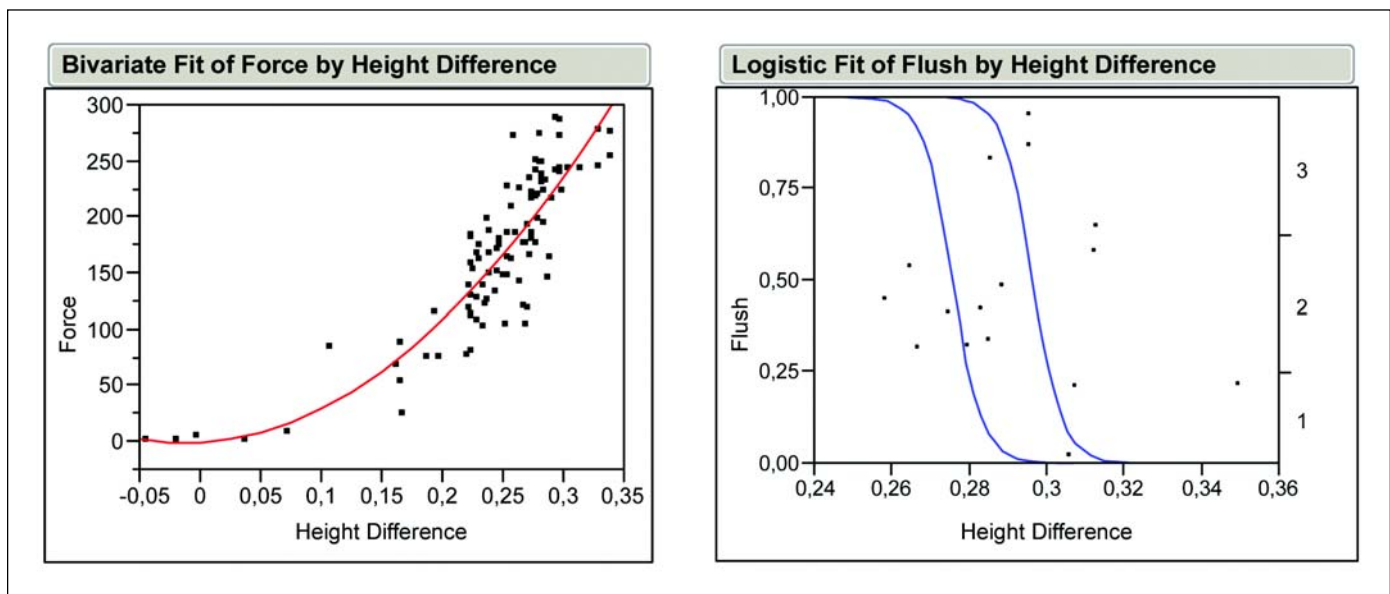 Bivariate Fit of Force by Height Difference
300
250
200
150
100
50
0
Force
-0,05 0 0,05 0,1 0,15 0,2 0,25 0,3 0,35
Height Difference
Logistic Fit of Flush by Height Difference
1,00
0,75
0,50
0,25
0,00
Flush
3
2
1
0,24 0,26 0,28 0,3 0,32 0,34 0,36
Height Difference